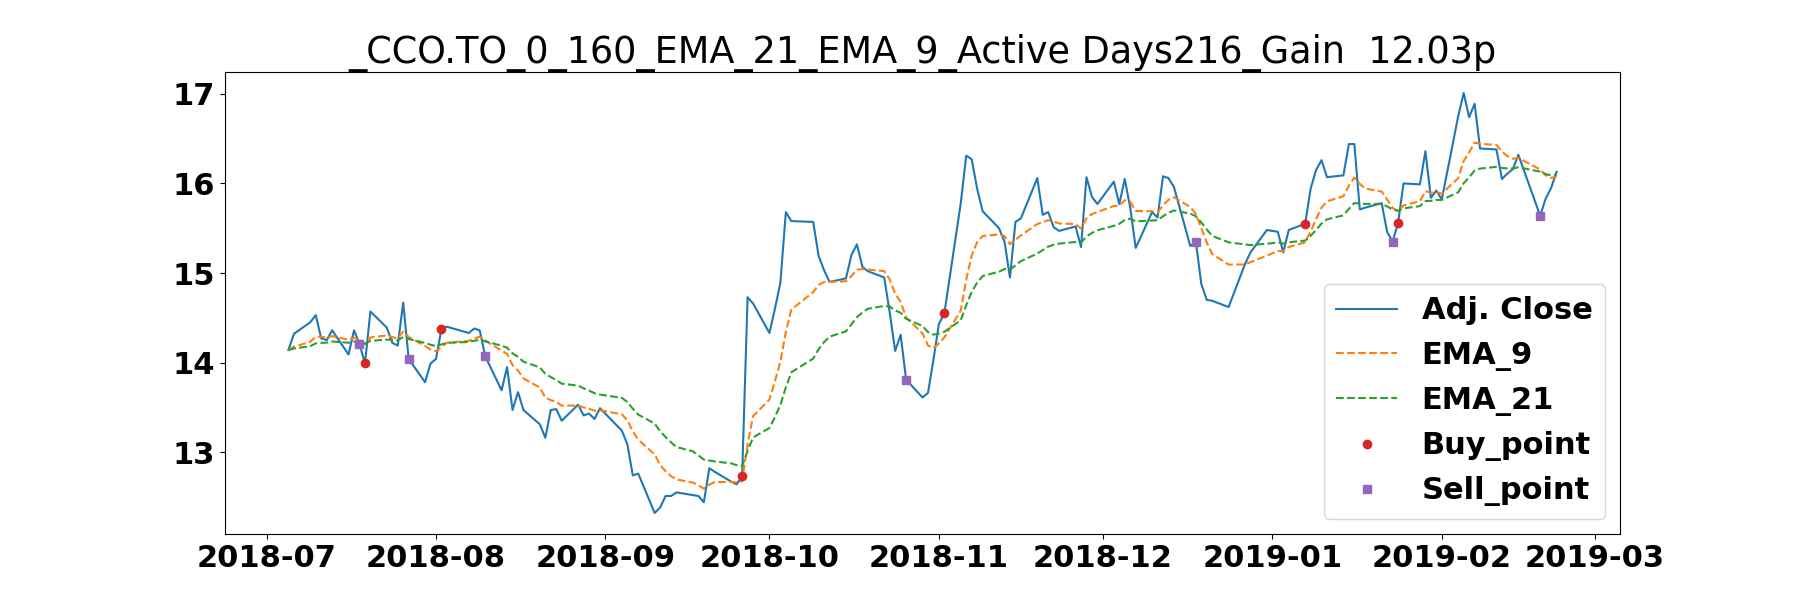 _CCO.TO_0_160_EMA_21_EMA_9_Active Days216_Gain  12.03p
17
16
15
14
13
Adj. Close
EMA_9
EMA_21
Buy_point
Sell_point
2018-07 2018-08 2018-09 2018-10 2018-11 2018-12 2019-01 2019-02 2019-03